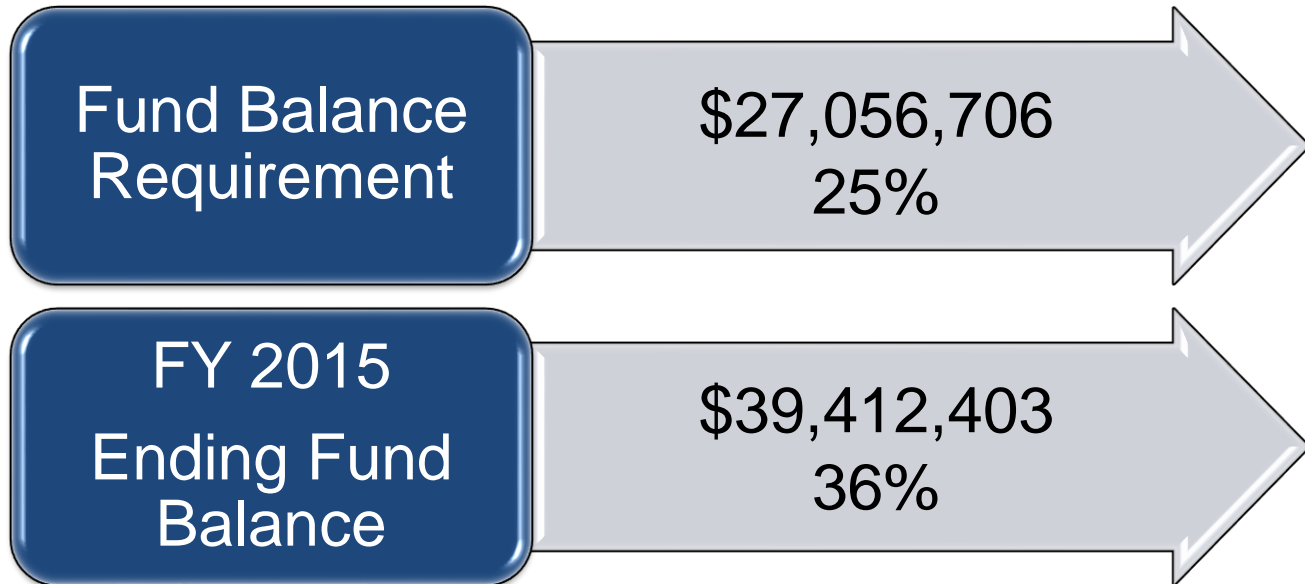 Fund Balance
Requirement
$27,056,706
25%
FY 2015
Ending Fund
Balance
$39,412,403
36%